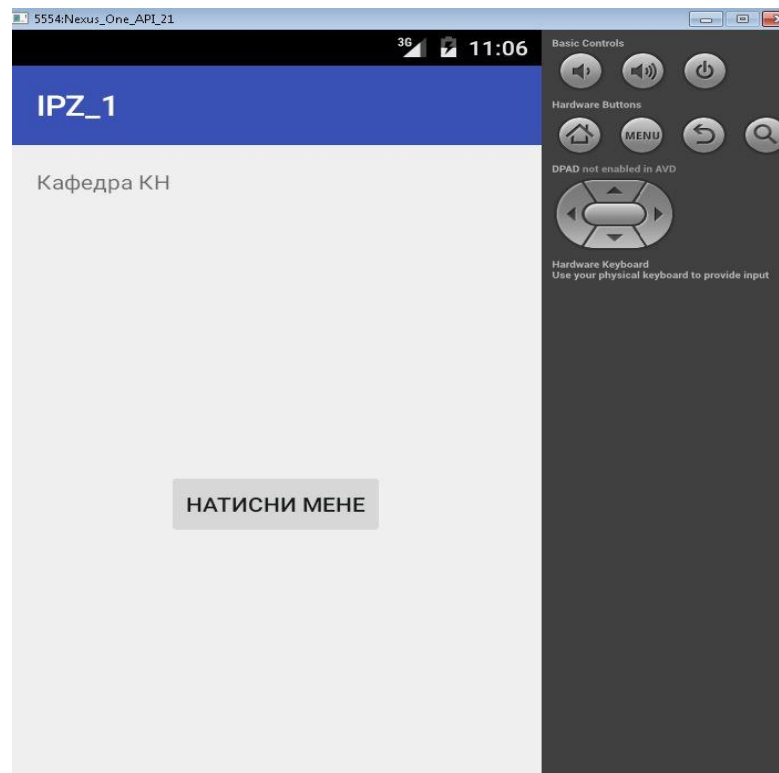 5554:Nexus_One_API_21
3G 11:06
IPZ_1
Кафедра КН
НАТИСНИ МЕНЕ
Basic Controls
Hardware Buttons
MENU
DPAD not enabled in AVD
Hardware Keyboard
Use your physical keyboard to provide input